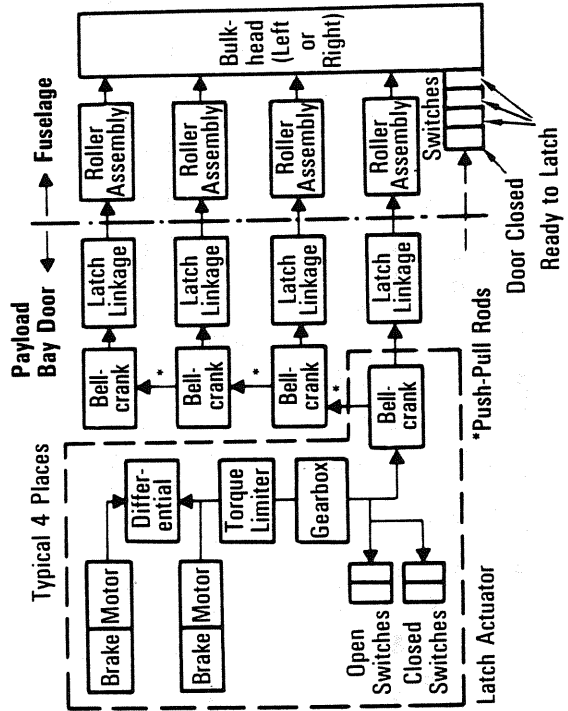 Payload
Bay Door
Fuselage
Typical 4 Places
Brake
Motor
Differ-
ential
Brake
Motor
Torque
Limiter
Gearbox
Open
Switches
Closed
Switches
Latch Actuator
Bell-
crank
Latch
Linkage
Roller
Assembly
*
Bell-
crank
Latch
Linkage
Roller
Assembly
*
Bell-
crank
Latch
Linkage
Roller
Assembly
*
Bell-
crank
Latch
Linkage
Roller
Assembly
Bulk-
head
(Left
or
Right)
Switches
Door Closed
Ready to Latch
*Push-Pull Rods